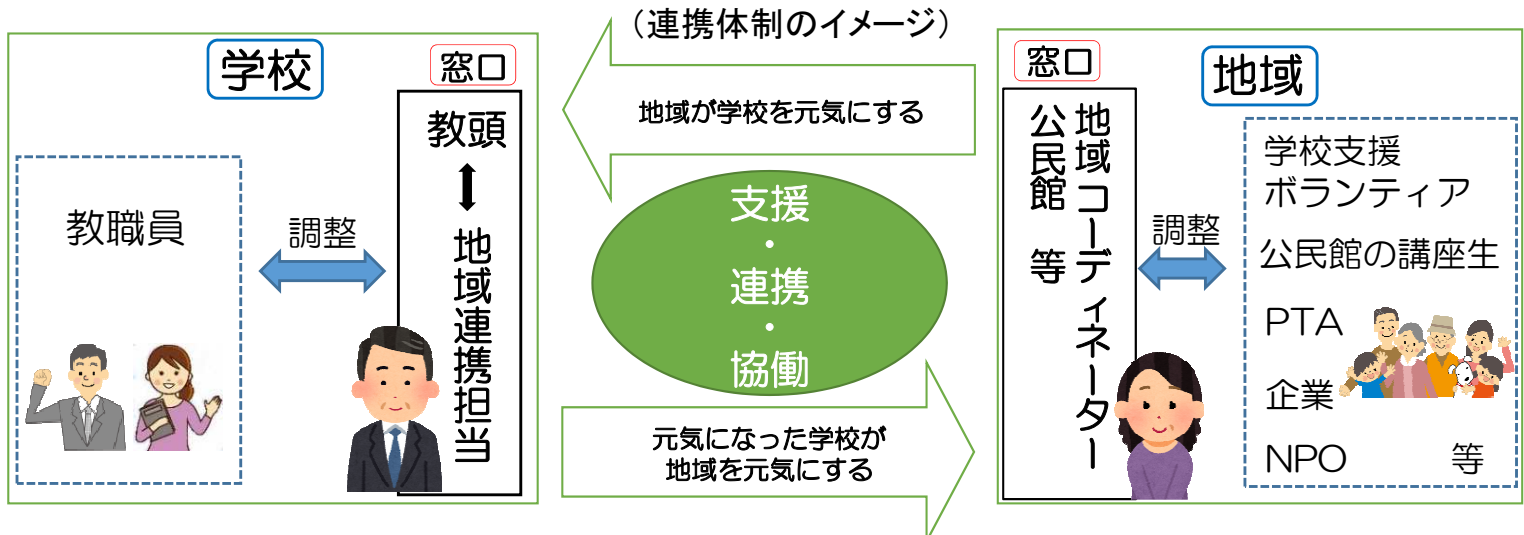 （連携体制のイメージ）
学校
窓口
教頭
地域連携担当
教職員
調整
地域が学校を元気にする
支援
・
連携
・
協働
元気になった学校が
地域を元気にする
窓口
地域コーディネーター
公民館　等
地域
調整
学校支援
ボランティア
公民館の講座生
PTA
企業
NPO　　　等